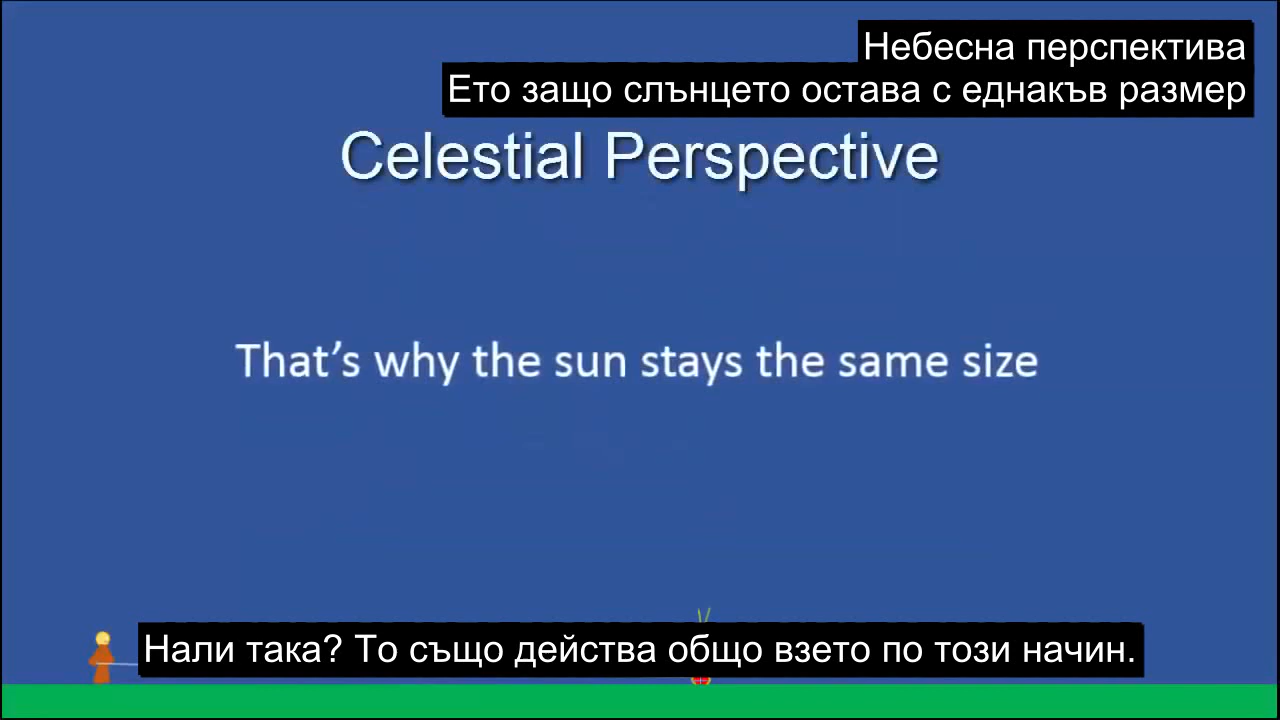 Небесна перспектива
Ето защо слънцето остава с еднакъв размер
Celestial Perspective
That's why the sun stays the same size
Нали така? То също действа общо взето по този начин.